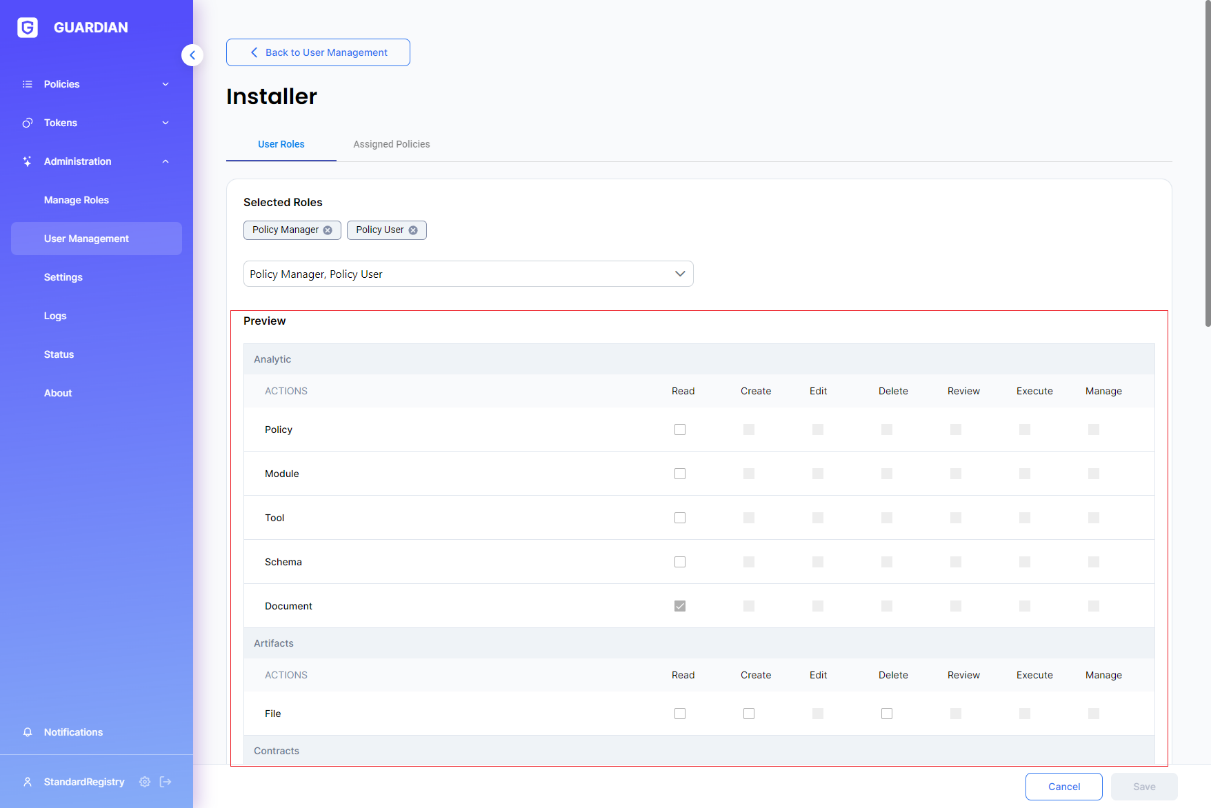 GUARDIAN
Policies
Tokens
Administration
Manage Roles
User Management
Settings
Logs
Status
About
Notifications
StandardRegistry
Back to User Management
Installer
User Roles Assigned Policies
Selected Roles
Policy Manager Policy User
Policy Manager, Policy User
Preview
Analytic
ACTIONS Read Create Edit Delete Review Execute Manage
Policy
Module
Tool
Schema
Document
Artifacts
ACTIONS Read Create Edit Delete Review Execute Manage
File
Contracts
Cancel Save